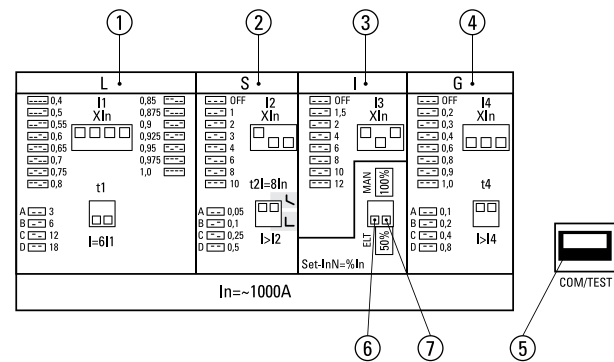 1
2
3
4
L
S
I
G
0,4
0,5
0,55
0,6
0,65
0,7
0,75
0,8
I1
XIn
0,85
0,875
0,9
0,925
0,95
0,975
1,0
t1
A 3
B 6
C 12
D 18
I=6I1
OFF
1
2
3
4
6
8
10
I2
XIn
t2I=8In
A 0,05
B 0,1
C 0,25
D 0,5
I>I2
OFF
1,5
2
4
6
8
10
12
I3
XIn
MAN
100%
ELT
50%
Set-InN=%In
OFF
0,2
0,3
0,4
0,6
0,8
0,9
1,0
I4
XIn
t4
A 0,1
B 0,2
C 0,4
D 0,8
I>I4
In=~1000A
COM/TEST
5
6
7